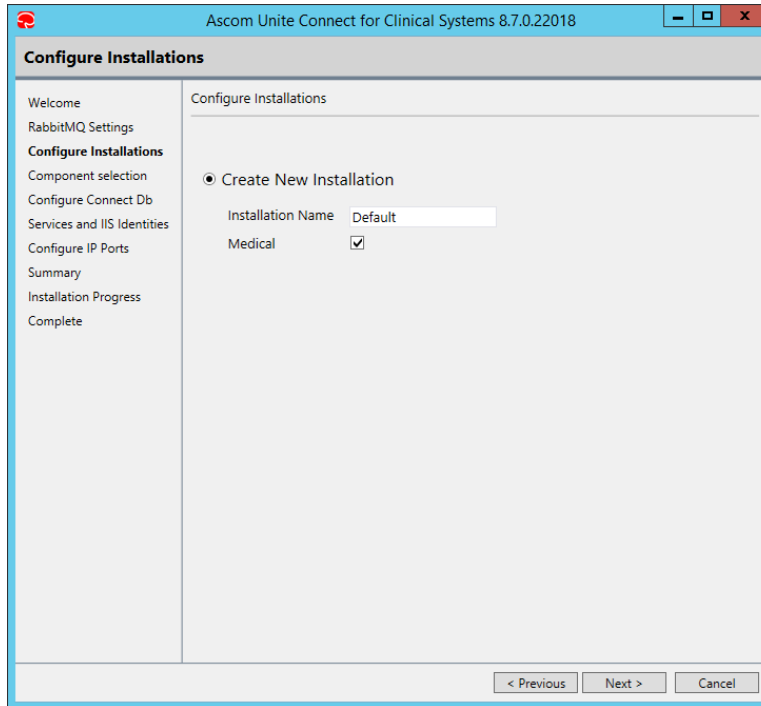 Ascom Unite Connect for Clinical Systems 8.7.0.22018
Configure Installations
Welcome
RabbitMQ Settings
Configure Installations
Component selection
Configure Connect Db
Services and IIS Identities
Configure IP Ports
Summary
Installation Progress
Complete
Configure Installations
Create New Installation
Installation Name Default
Medical
< Previous Next > Cancel